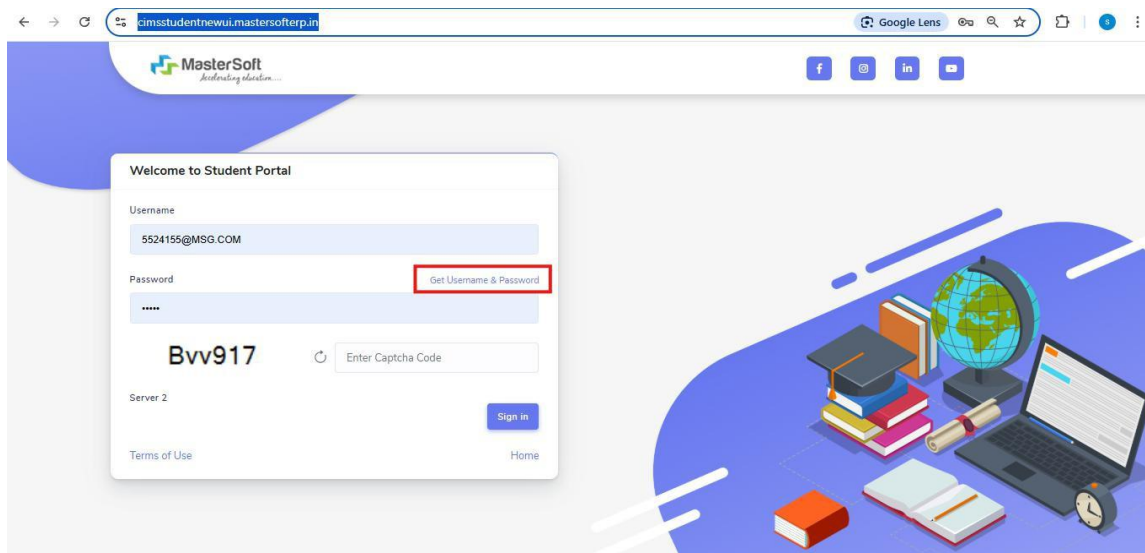 cimsstudentnewui.mastersofterp.in
Google Lens
s
MasterSoft
Accelerating education....
Welcome to Student Portal
Username
5524155@MSG.COM
Password
Get Username & Password
•••••
Bvv917
Enter Captcha Code
Server 2
Sign in
Terms of Use
Home